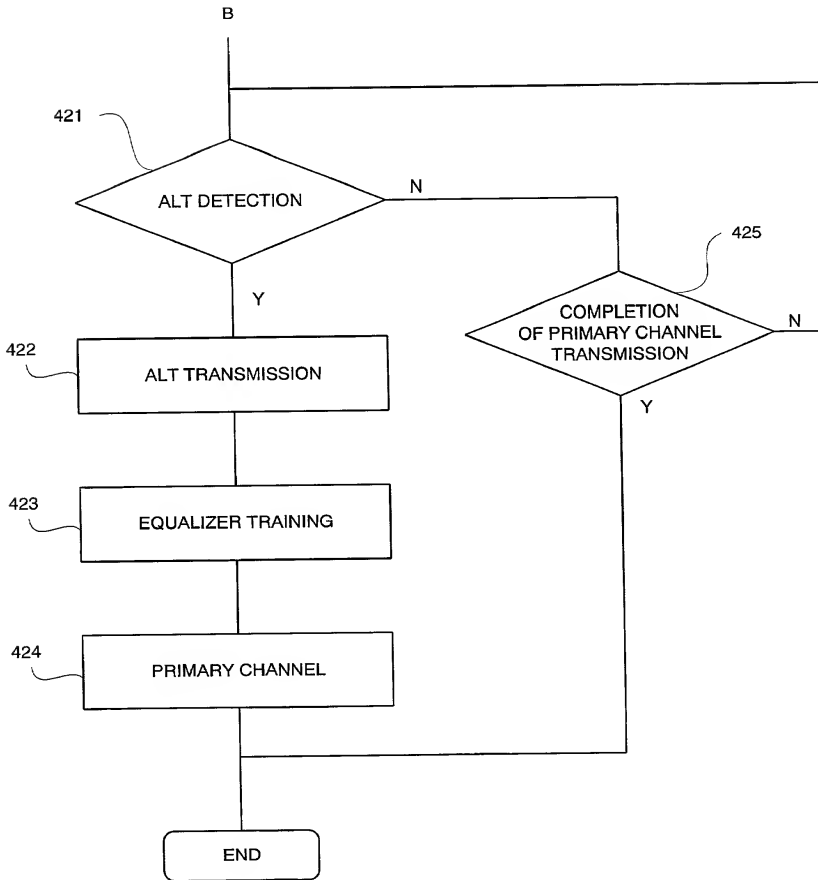 B
421
ALT DETECTION
N
425
COMPLETION
OF PRIMARY CHANNEL
TRANSMISSION
N
Y
Y
422
ALT TRANSMISSION
423
EQUALIZER TRAINING
424
PRIMARY CHANNEL
END